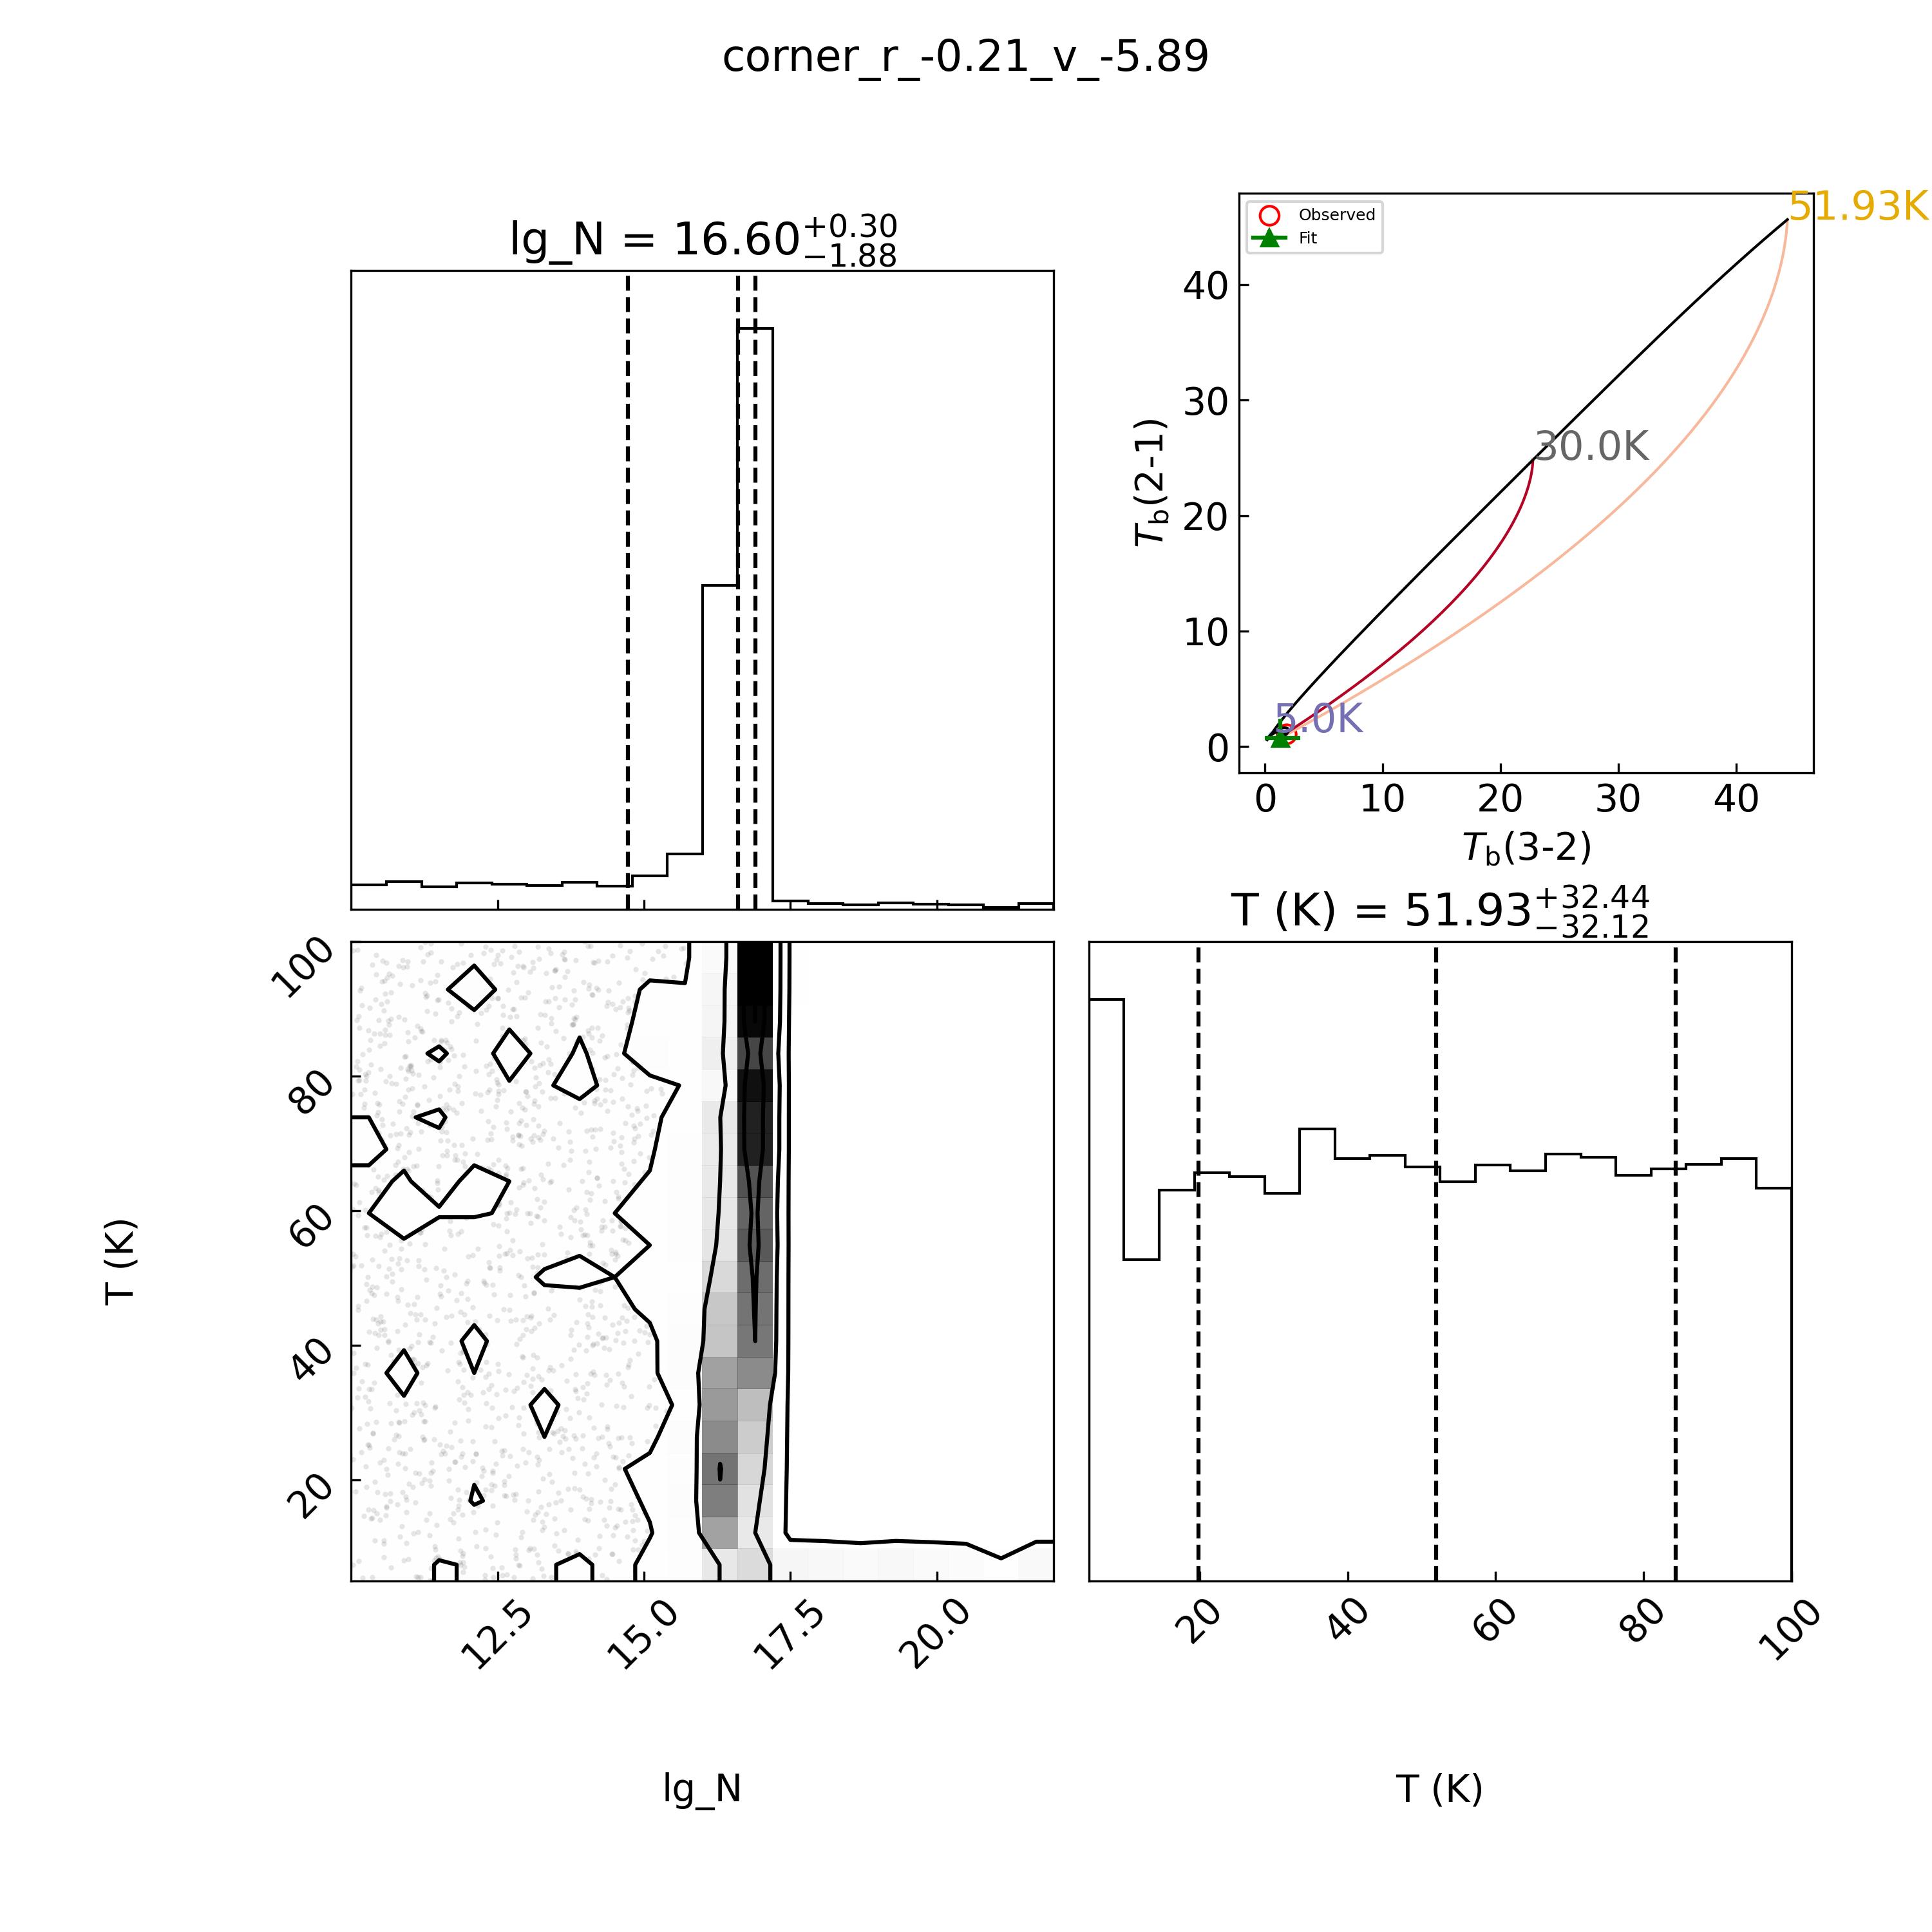 corner_r_-0.21_v_-5.89
lg_N = 16.60 +0.30 −1.88
51.93K
Observed
Fit
40
30
20
10
0
T_b(2-1)
30.0K
5.0K
0 10 20 30 40
T_b(3-2)
T (K) = 51.93 +32.44 −32.12
100
80
60
40
20
T (K)
12.5 15.0 17.5 20.0
20 40 60 80 100
lg_N
T (K)